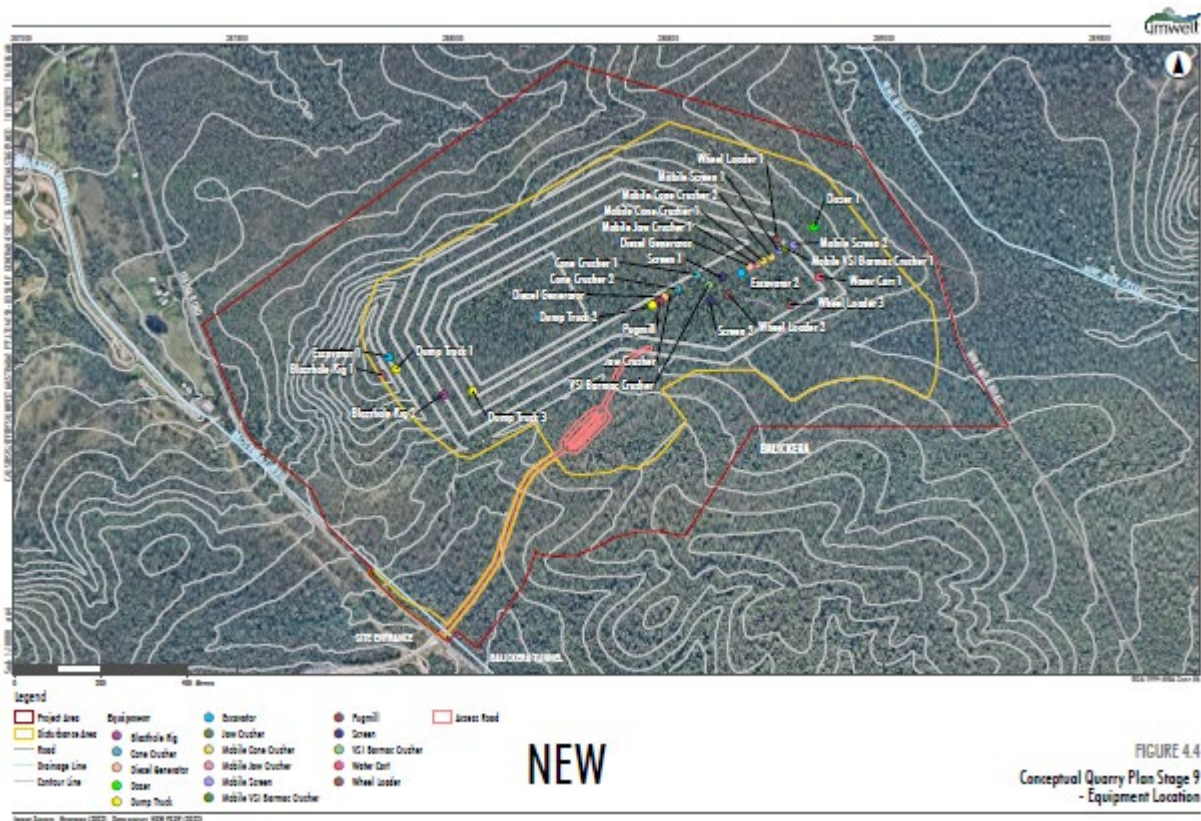 umwelt
Wheel Loader 1
Mobile Screen 1
Mobile Cone Crusher 2
Mobile Cone Crusher 1
Mobile Jaw Crusher 1
Diesel Generator
Screen 1
Cone Crusher 1
Cone Crusher 2
Diesel Generator
Dump Truck 2
Pugmill
Jaw Crusher
VSI Barmac Crusher
Dozer 1
Mobile Screen 2
Mobile VSI Barmac Crusher 1
Excavator 2
Water Cart 1
Wheel Loader 3
Wheel Loader 2
Screen 2
Excavator 1
Dump Truck 1
Blasthole Rig 1
Blasthole Rig 2
Dump Truck 3
BALICKERA
SITE ENTRANCE
BALICKERA TUNNEL
Legend
Project Area
Disturbance Area
Road
Drainage Line
Contour Line
Equipment
Blasthole Rig
Cone Crusher
Diesel Generator
Dozer
Dump Truck
Excavator
Jaw Crusher
Mobile Cone Crusher
Mobile Jaw Crusher
Mobile Screen
Mobile VSI Barmac Crusher
Pugmill
Screen
VSI Barmac Crusher
Water Cart
Wheel Loader
Access Road
NEW
FIGURE 4.4
Conceptual Quarry Plan Stage 9
- Equipment Location